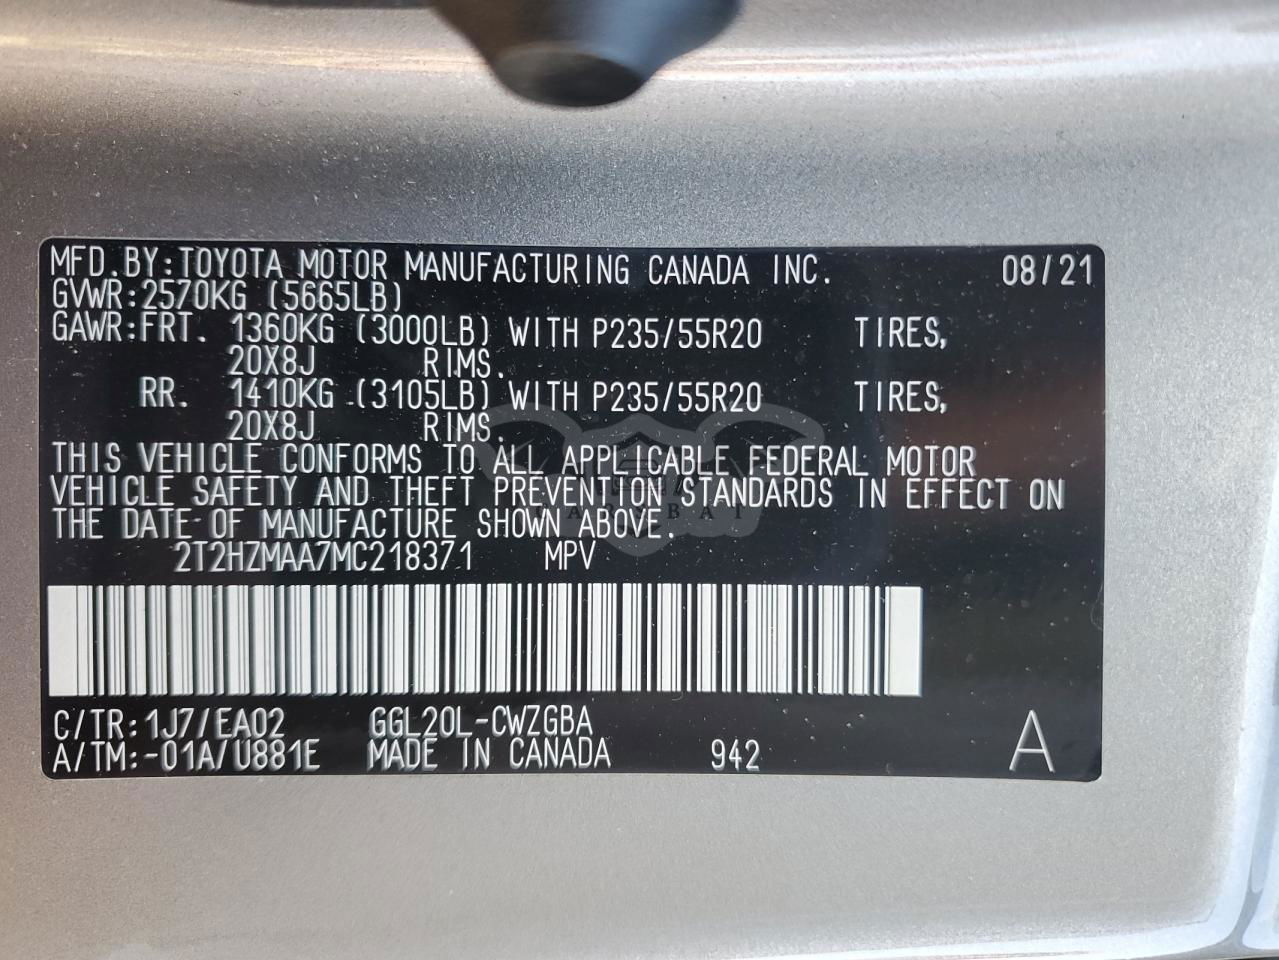 MFD.BY:TOYOTA MOTOR MANUFACTURING CANADA INC. 08/21
GVWR:2570KG (5665LB)
GAWR:FRT. 1360KG (3000LB) WITH P235/55R20 TIRES,
20X8J RIMS.
RR. 1410KG (3105LB) WITH P235/55R20 TIRES,
20X8J RIMS.
THIS VEHICLE CONFORMS TO ALL APPLICABLE FEDERAL MOTOR
VEHICLE SAFETY AND THEFT PREVENTION STANDARDS IN EFFECT ON
THE DATE OF MANUFACTURE SHOWN ABOVE.
CARSBAT
2T2HZMAA7MC218371 MPV
C/TR:1J7/EA02 GGL20L-CWZGBA
A/TM:-01A/U881E MADE IN CANADA 942 A